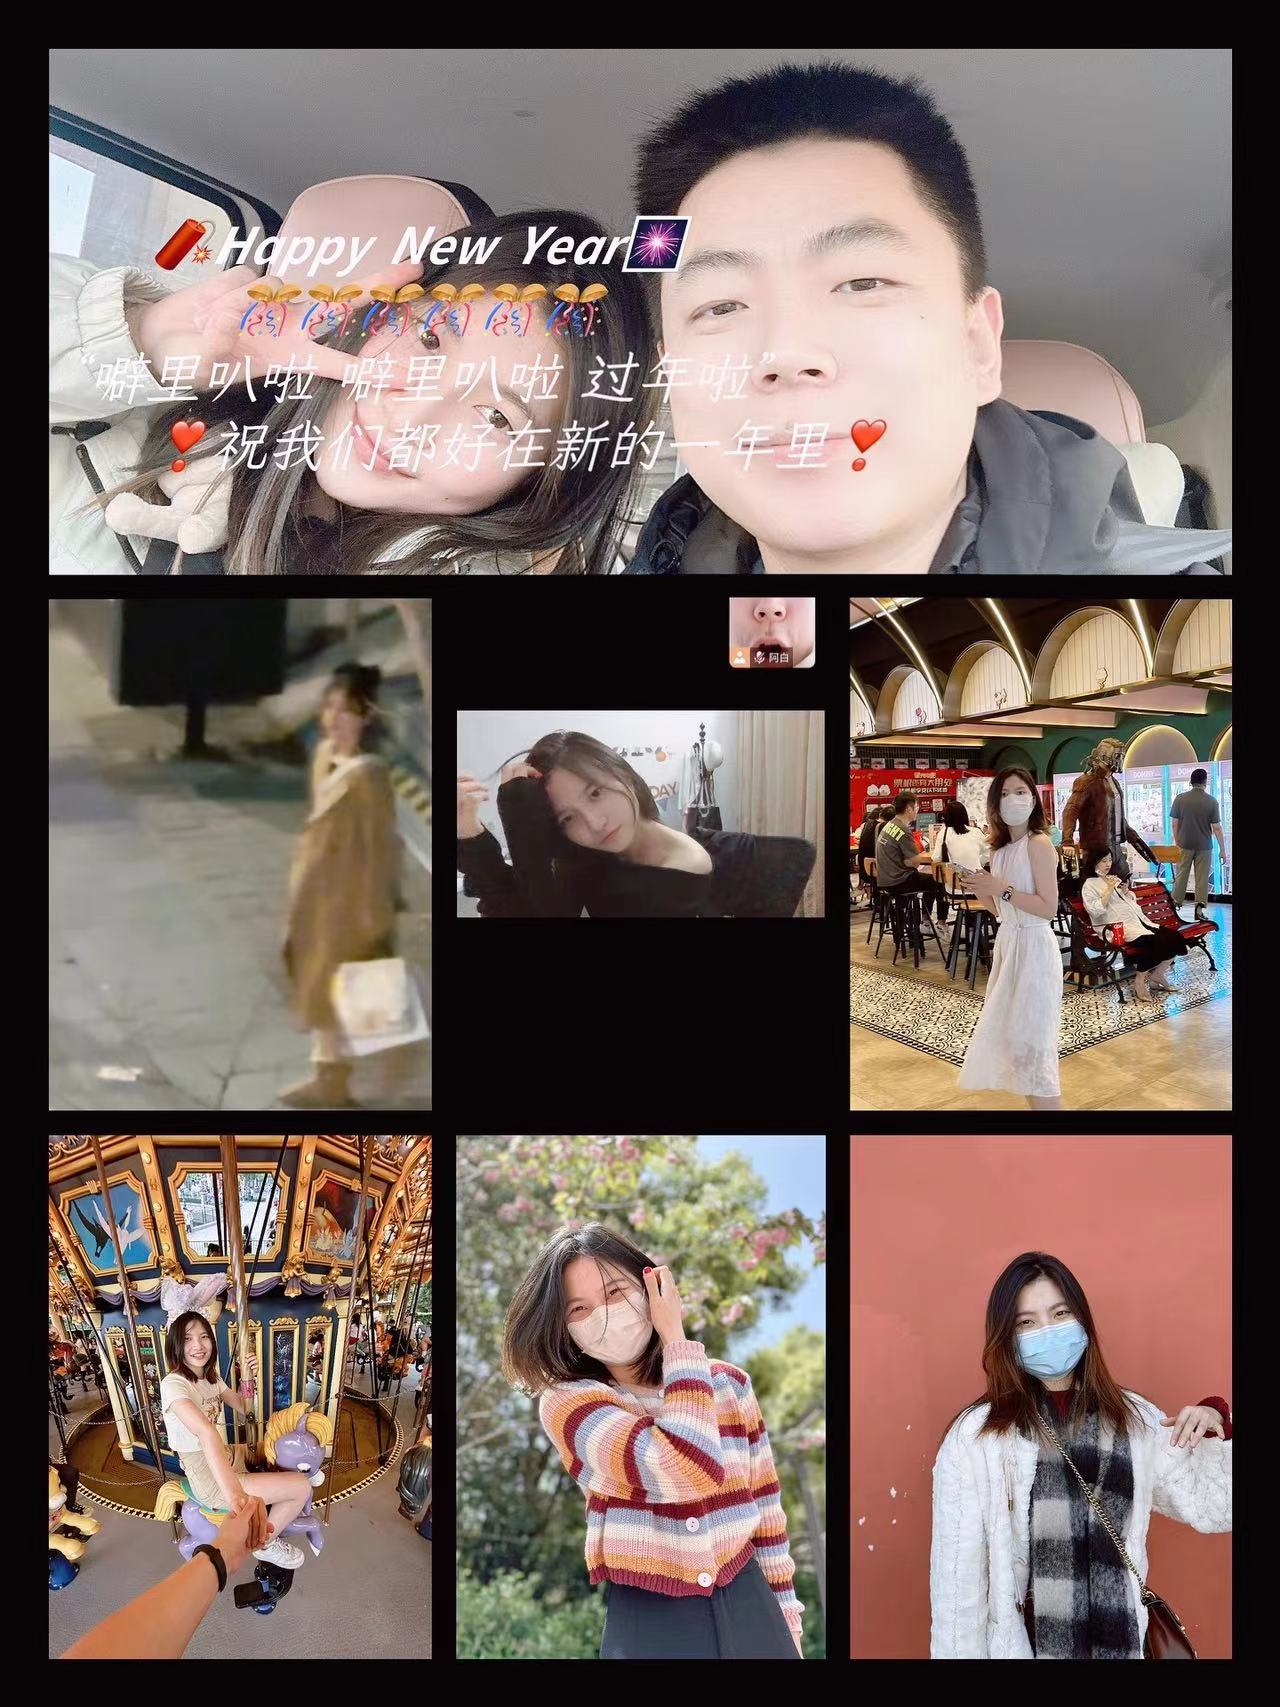 🧨Happy New Year🎆
🎊🎊🎊🎊🎊🎊
“噼里叭啦 噼里叭啦 过年啦”
❣️祝我们都好在新的一年里❣️
阿白
DAY